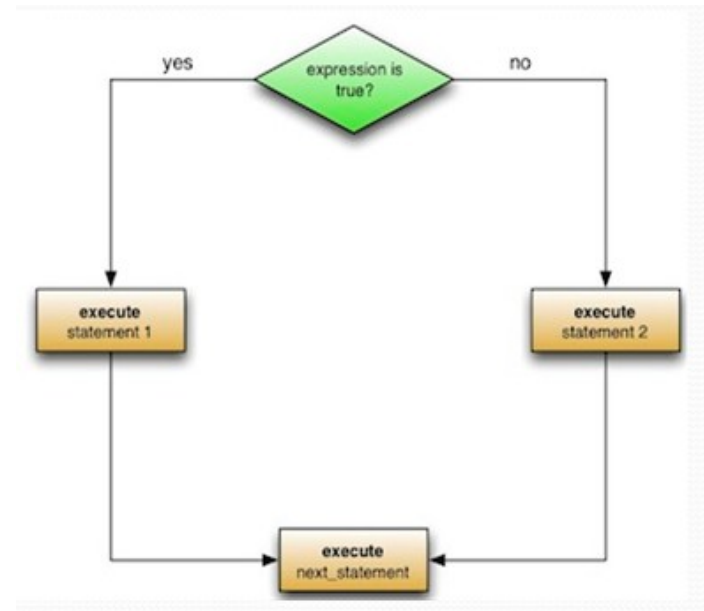 yes
expression is
true?
no
execute
statement 1
execute
statement 2
execute
next_statement